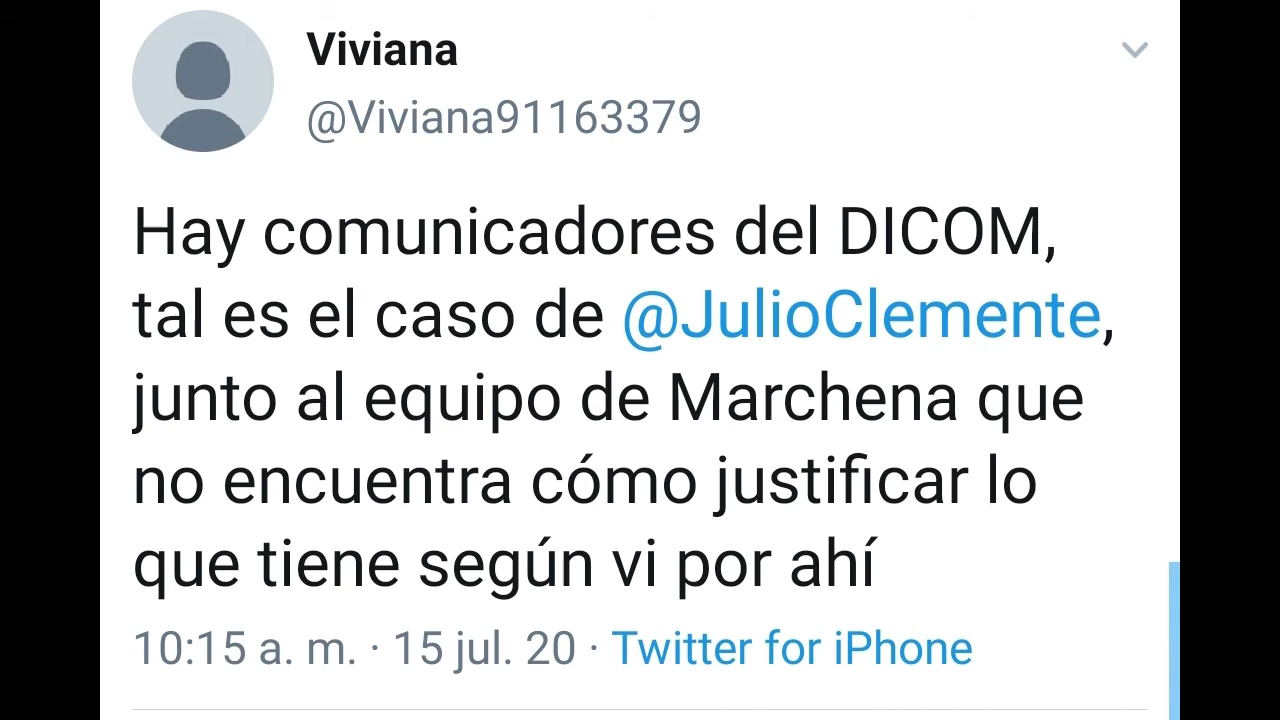 Viviana
@Viviana91163379
Hay comunicadores del DICOM,
tal es el caso de @JulioClemente,
junto al equipo de Marchena que
no encuentra cómo justificar lo
que tiene según vi por ahí
10:15 a. m. · 15 jul. 20 · Twitter for iPhone